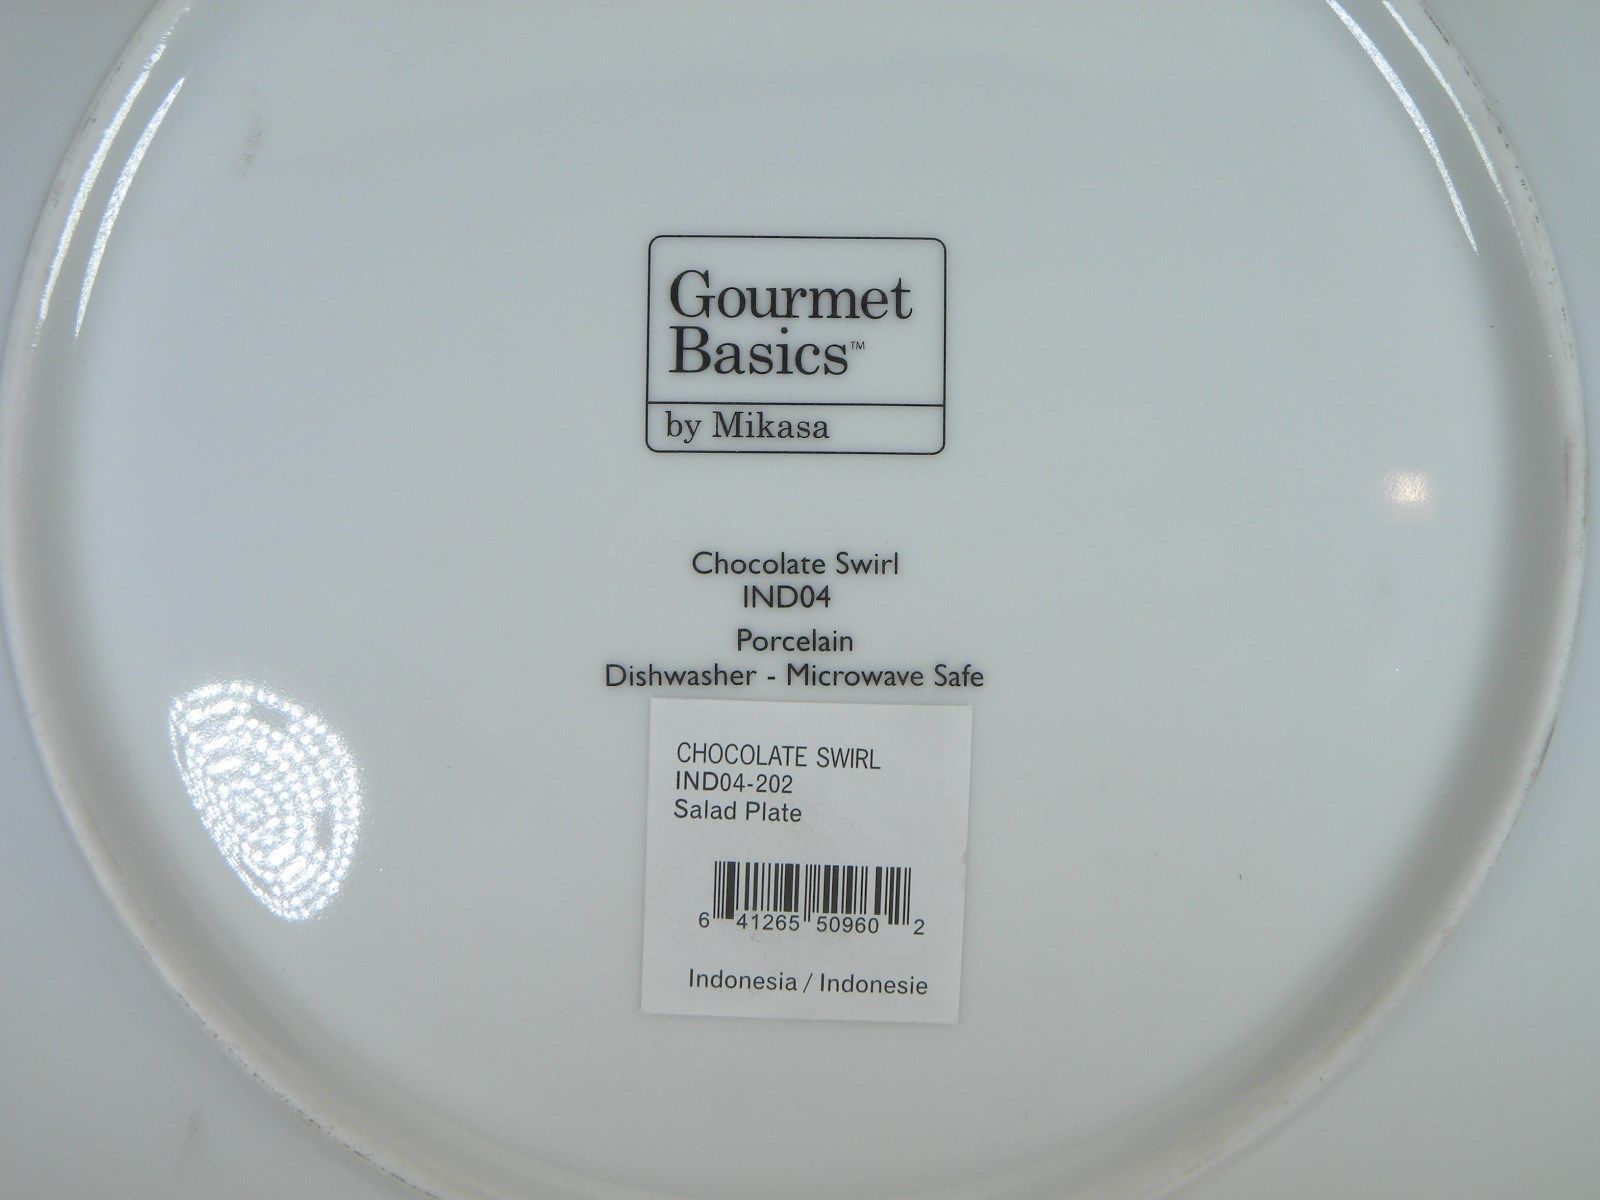 Gourmet
Basics™
by Mikasa
Chocolate Swirl
IND04
Porcelain
Dishwasher - Microwave Safe
CHOCOLATE SWIRL
IND04-202
Salad Plate
6 41265 50960 2
Indonesia / Indonesie